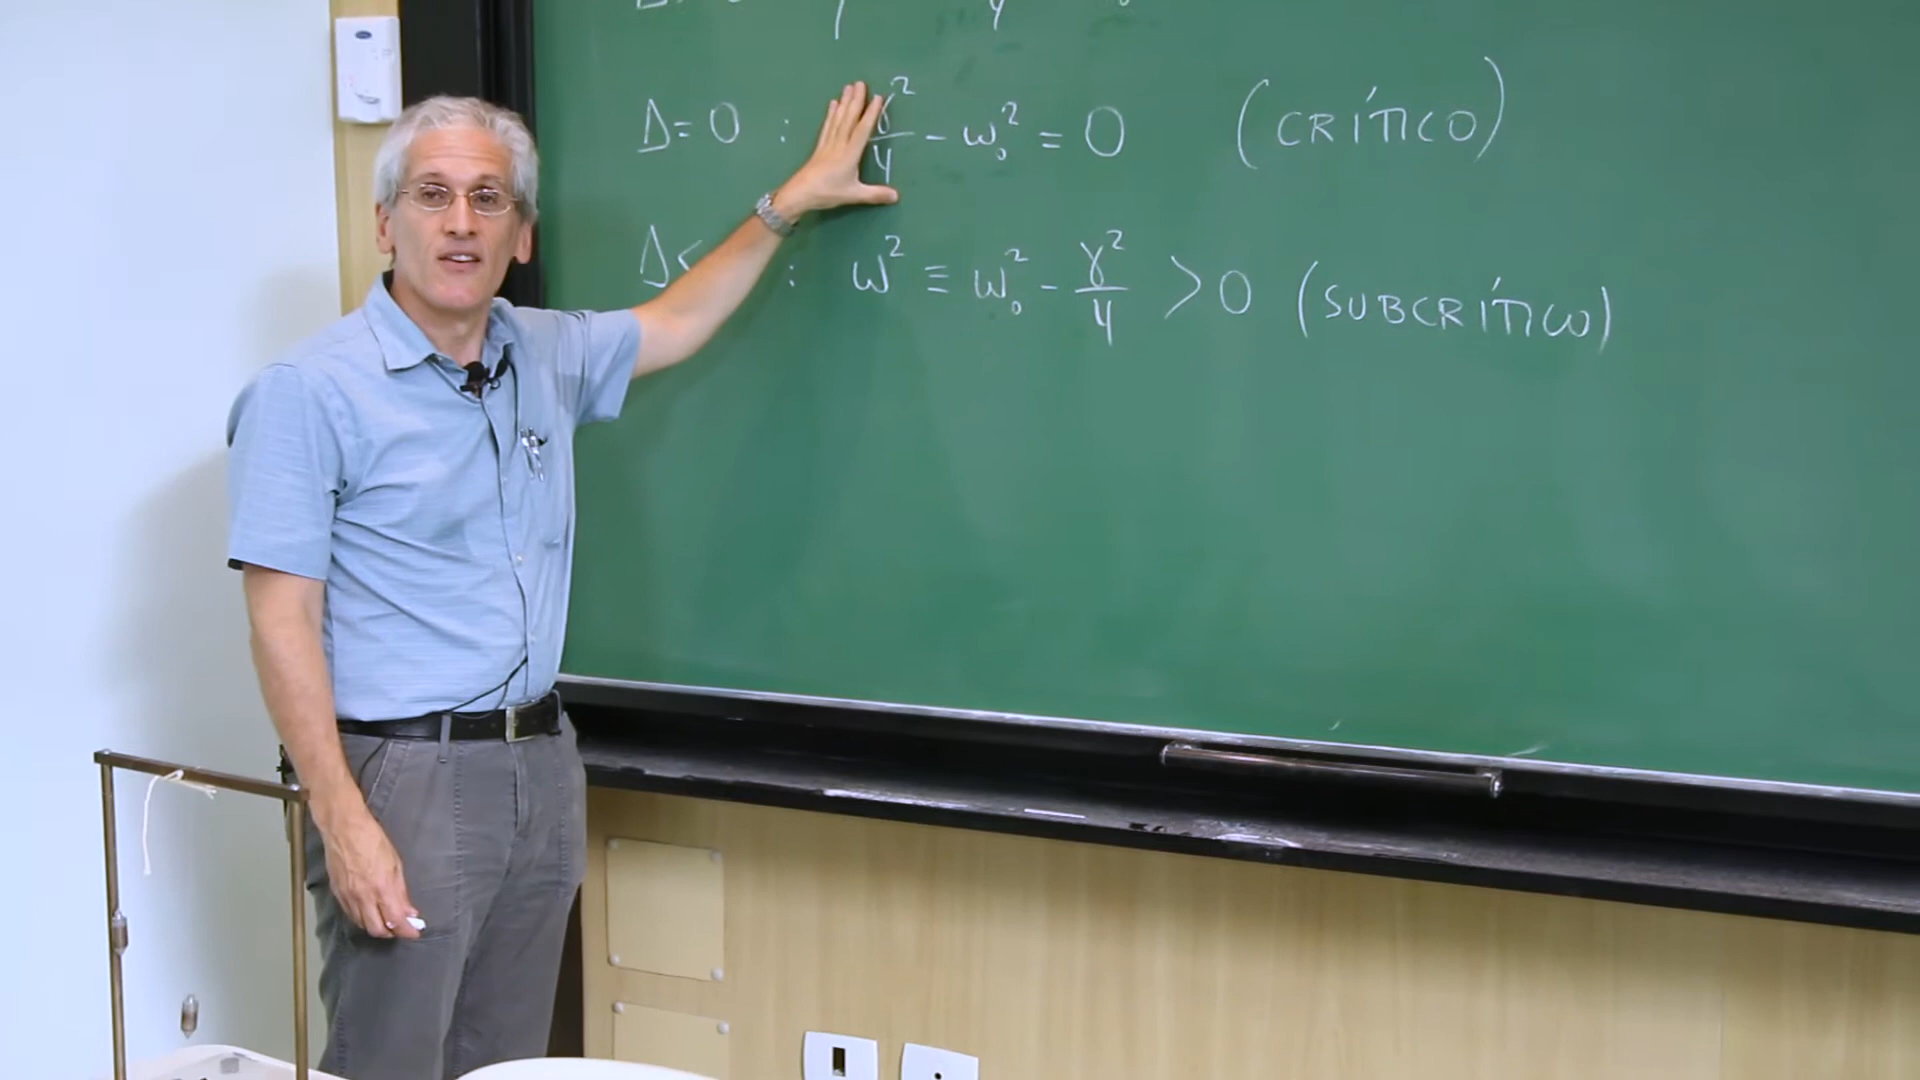 Δ=0 : γ²/4 - ω₀² = 0 (CRÍTICO)
Δ< : ω² ≡ ω₀² - γ²/4 > 0 (SUBCRÍTICO)